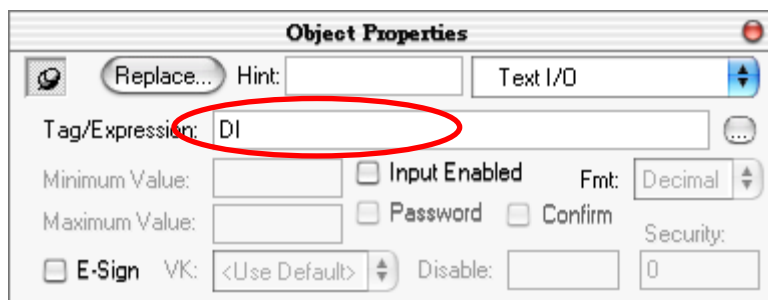 Object Properties
Replace... Hint: Text I/O
Tag/Expression: DI ...
Minimum Value: Input Enabled Fmt: Decimal
Maximum Value: Password Confirm
Security:
E-Sign VK: <Use Default> Disable: 0